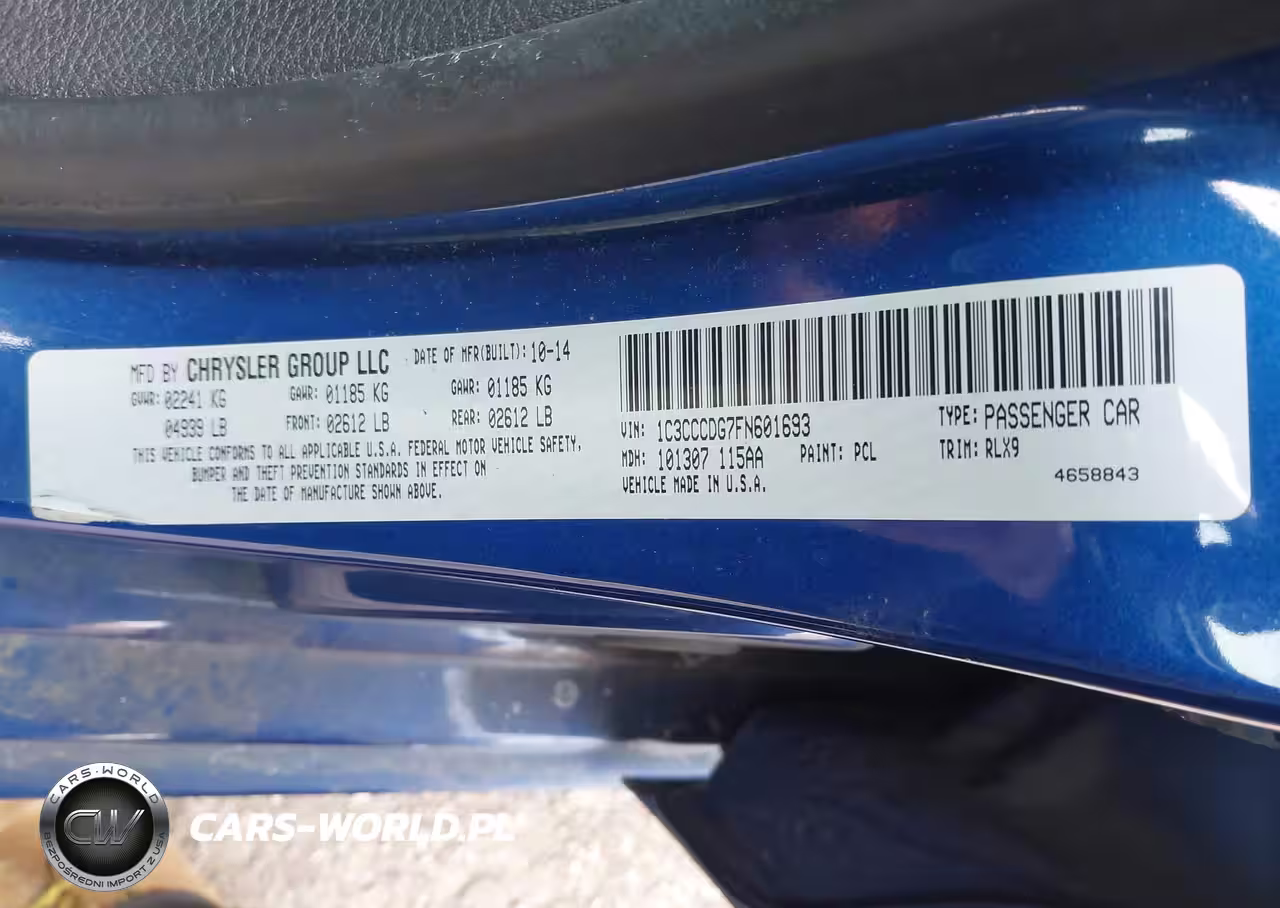 MFD BY CHRYSLER GROUP LLC DATE OF MFR(BUILT): 10-14
GVWR: 02241 KG GAWR: 01185 KG GAWR: 01185 KG
04939 LB FRONT: 02612 LB REAR: 02612 LB
THIS VEHICLE CONFORMS TO ALL APPLICABLE U.S.A. FEDERAL MOTOR VEHICLE SAFETY,
BUMPER AND THEFT PREVENTION STANDARDS IN EFFECT ON
THE DATE OF MANUFACTURE SHOWN ABOVE.
VIN: 1C3CCCDG7FN601693 TYPE: PASSENGER CAR
MDH: 101307 115AA PAINT: PCL TRIM: RLX9
VEHICLE MADE IN U.S.A. 4658843
CARS-WORLD
CW
BEZPOŚREDNI IMPORT Z USA
CARS-WORLD.PL